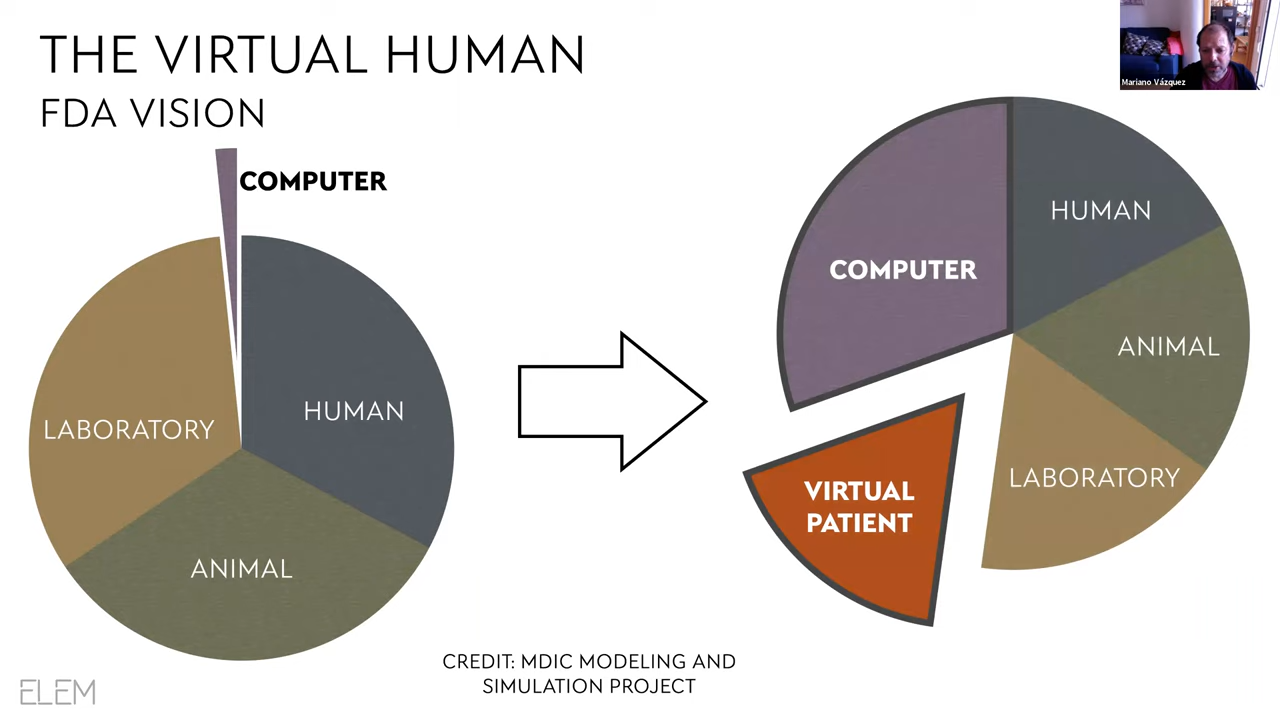 THE VIRTUAL HUMAN
FDA VISION
Mariano Vázquez
COMPUTER
LABORATORY
HUMAN
ANIMAL
COMPUTER
HUMAN
ANIMAL
LABORATORY
VIRTUAL
PATIENT
CREDIT: MDIC MODELING AND
SIMULATION PROJECT
ELEM